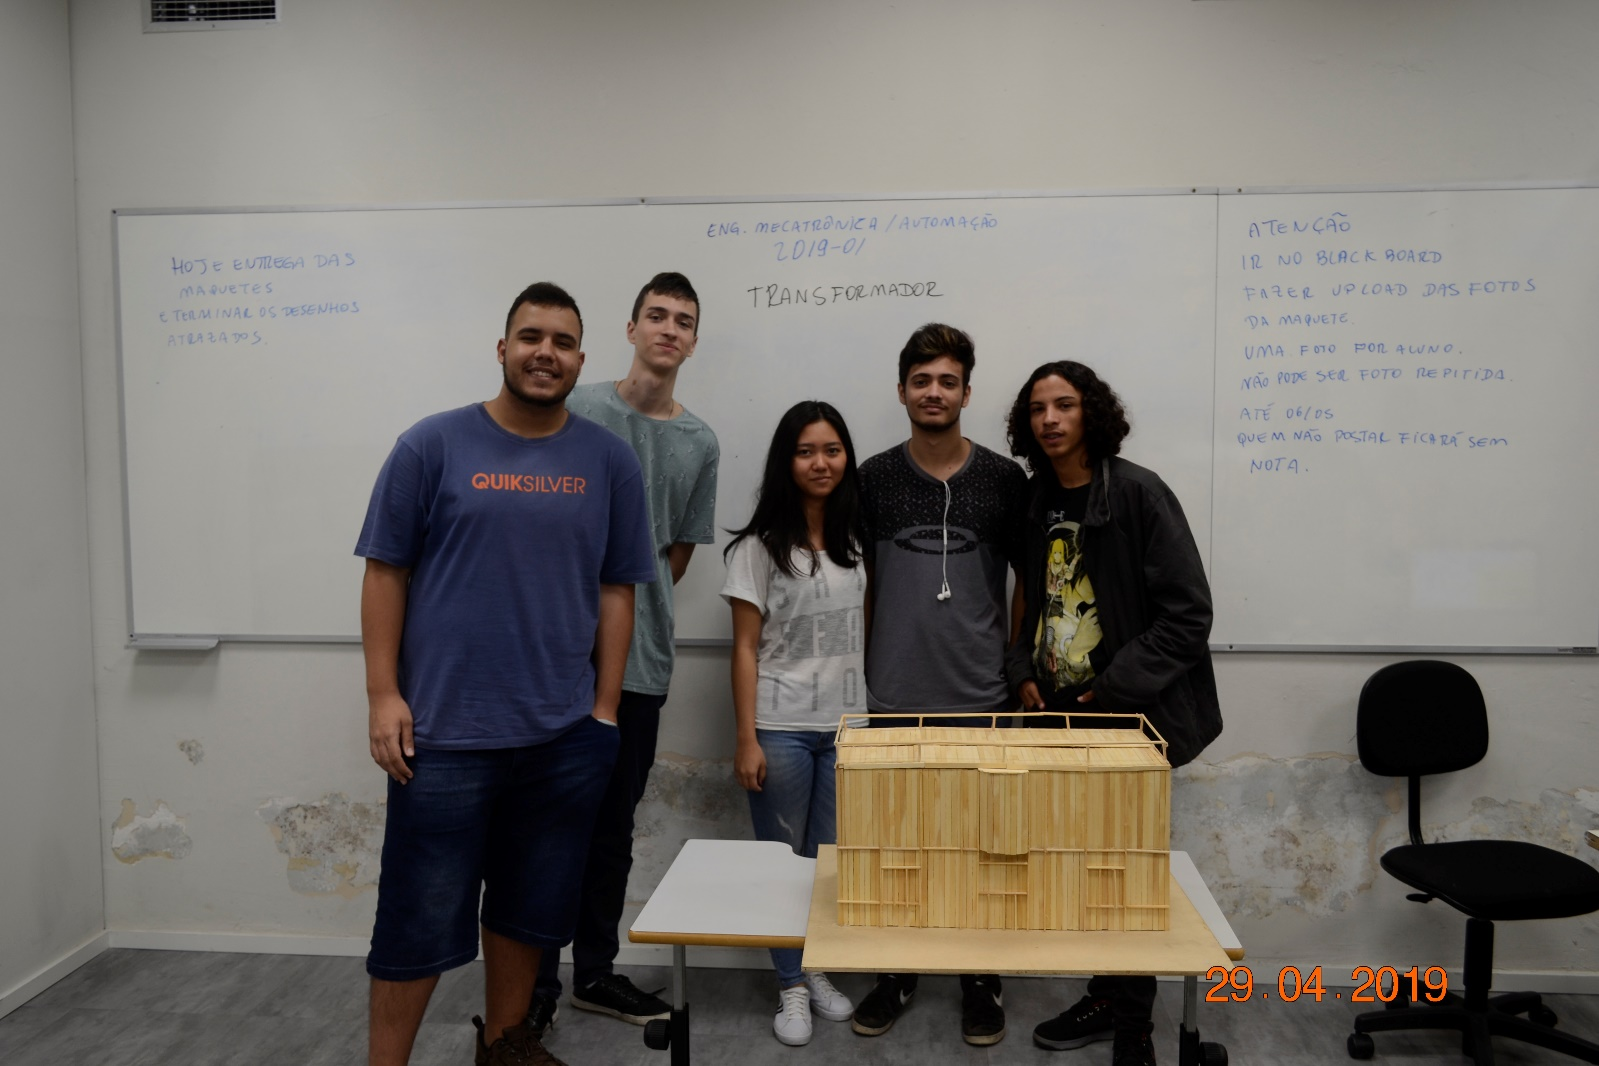 HOJE ENTREGA DAS
MAQUETES
E TERMINAR OS DESENHOS
ATRAZADOS.
ENG. MECATRÔNICA / AUTOMAÇÃO
2019-01
TRANSFORMADOR
ATENÇÃO
IR NO BLACK BOARD
FAZER UPLOAD DAS FOTOS
DA MAQUETE.
UMA FOTO POR ALUNO.
NÃO PODE SER FOTO REPITIDA.
ATÉ 06/05
QUEM NÃO POSTAR FICARÁ SEM
NOTA.
QUIKSILVER
29.04.2019